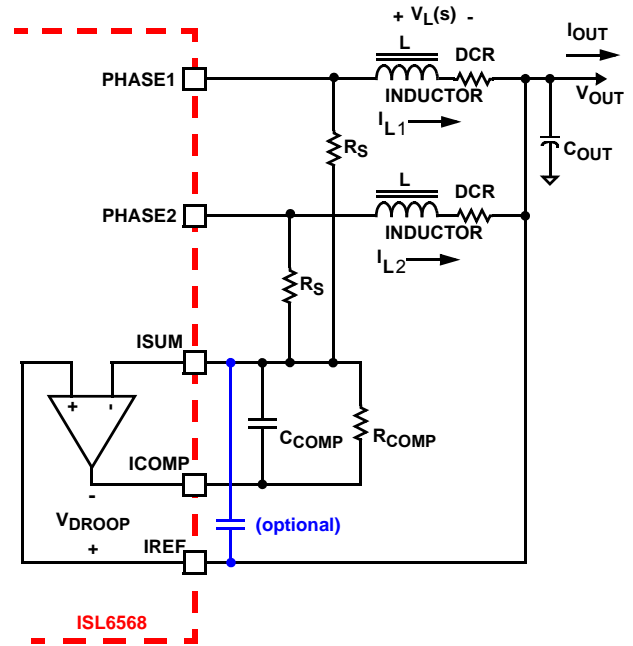 + VL(s) -
IOUT
L
DCR
PHASE1
INDUCTOR
VOUT
IL1
COUT
RS
L
DCR
PHASE2
INDUCTOR
IL2
RS
ISUM
+ -
CCOMP
RCOMP
ICOMP
-
VDROOP
(optional)
+
IREF
ISL6568